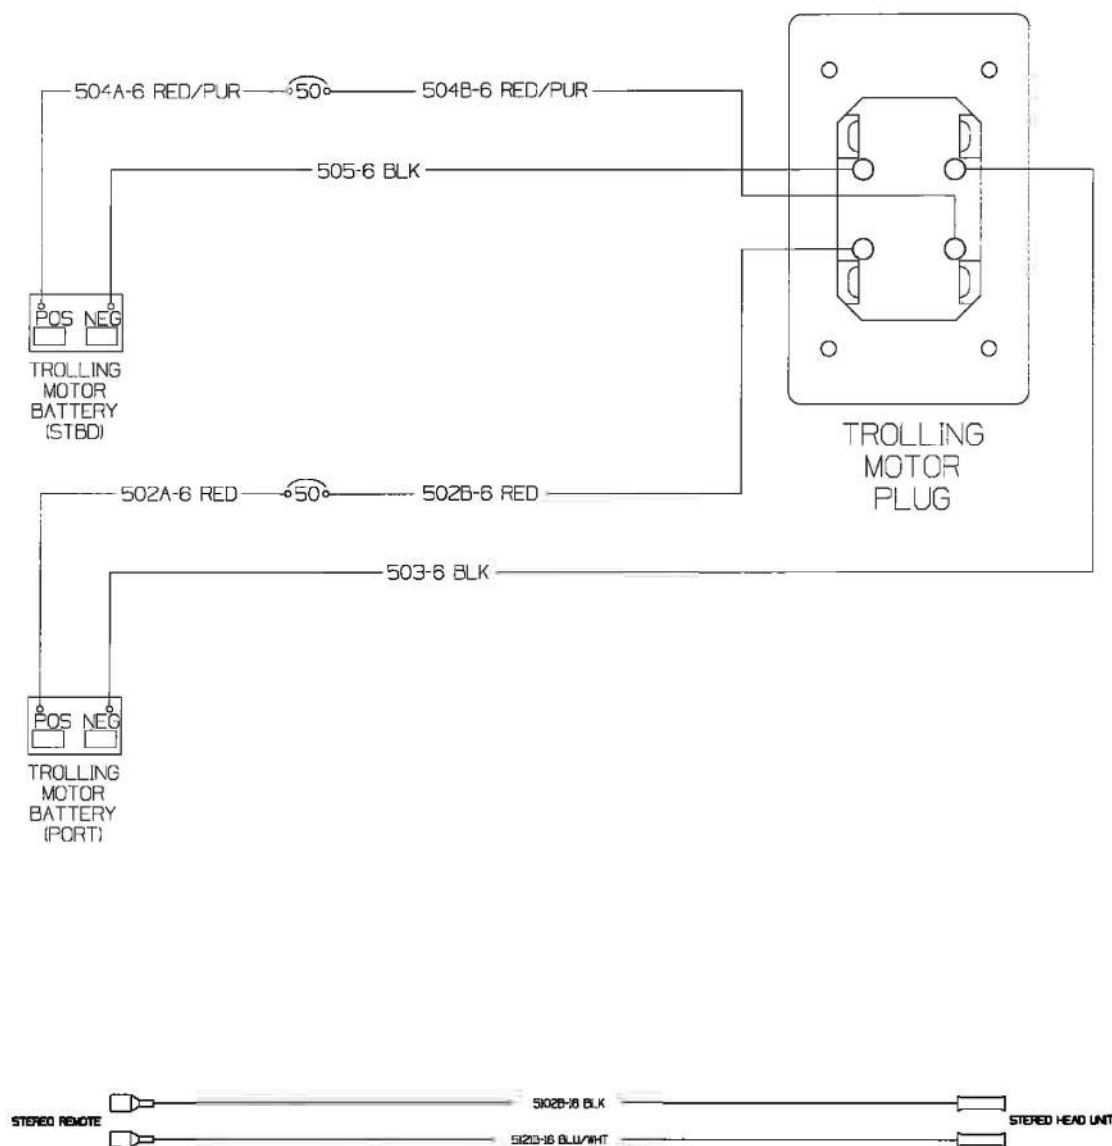 504A-6 RED/PUR
50
504B-6 RED/PUR
505-6 BLK
POS NEG
TROLLING
MOTOR
BATTERY
(STBD)
TROLLING
MOTOR
PLUG
502A-6 RED
50
502B-6 RED
503-6 BLK
POS NEG
TROLLING
MOTOR
BATTERY
(PORT)
STEREO REMOTE
5102B-16 BLK
STEREO HEAD UNIT
BLU/WHT